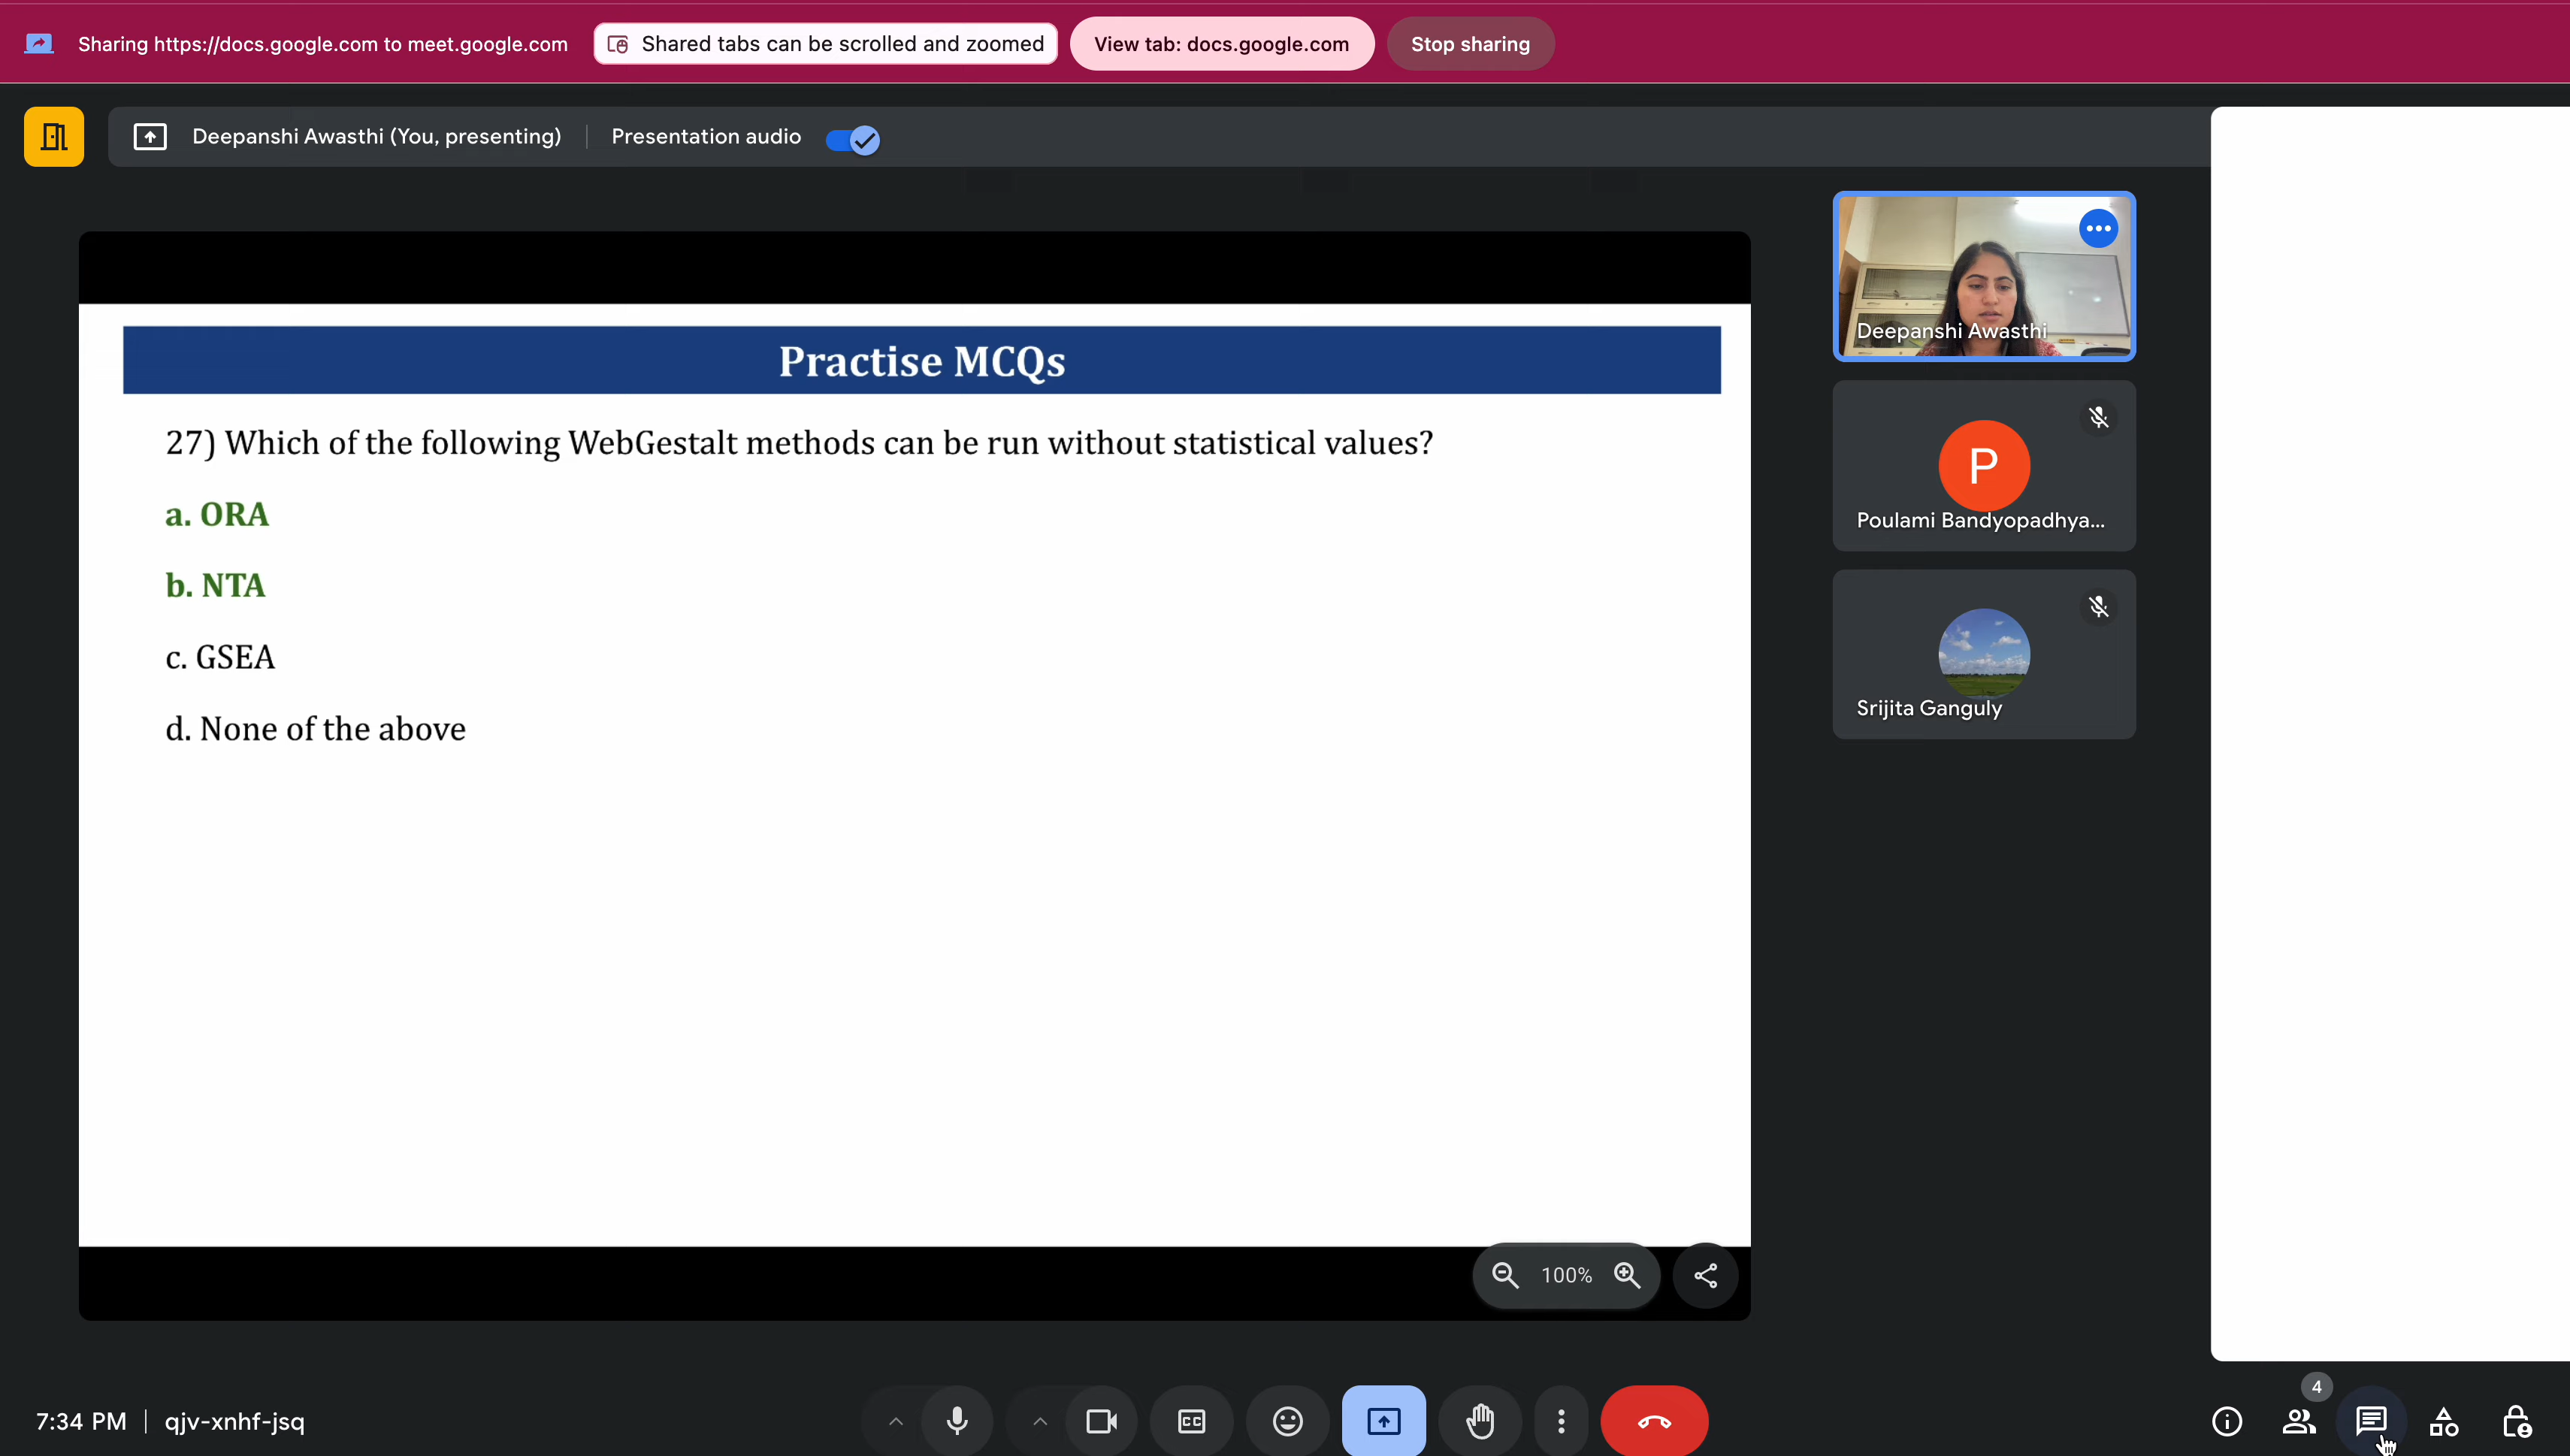 Sharing https://docs.google.com to meet.google.com
Shared tabs can be scrolled and zoomed
View tab: docs.google.com
Stop sharing
Deepanshi Awasthi (You, presenting)
Presentation audio
Practise MCQs
27) Which of the following WebGestalt methods can be run without statistical values?
a. ORA
b. NTA
c. GSEA
d. None of the above
Deepanshi Awasthi
P
Poulami Bandyopadhya...
Srijita Ganguly
100%
7:34 PM
qjv-xnhf-jsq
CC
4